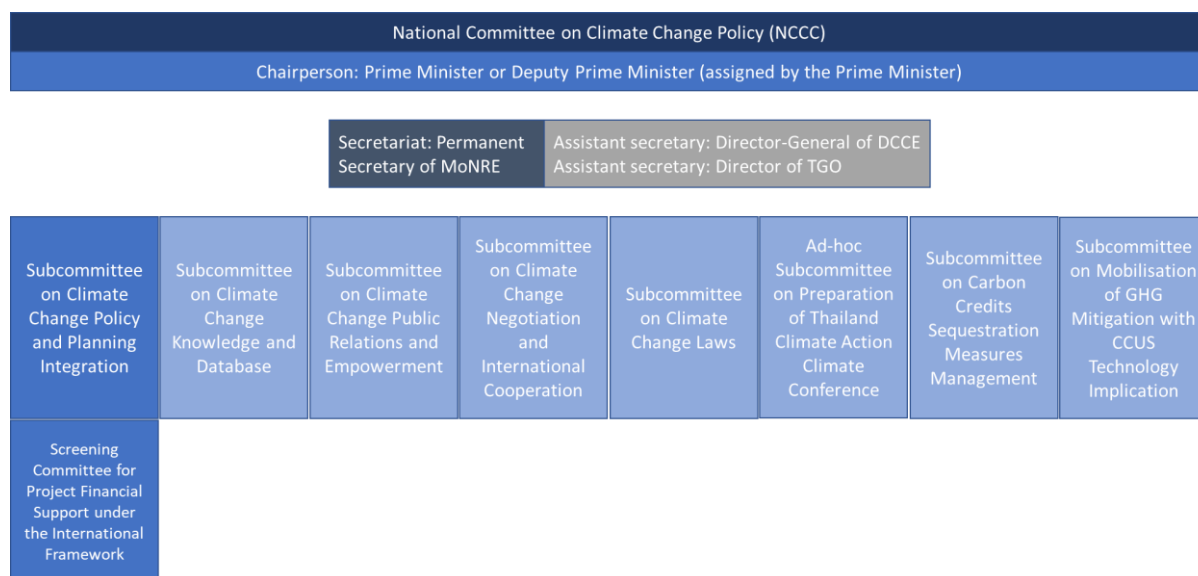 National Committee on Climate Change Policy (NCCC)
Chairperson: Prime Minister or Deputy Prime Minister (assigned by the Prime Minister)
Secretariat: Permanent
Secretary of MoNRE
Assistant secretary: Director-General of DCCE
Assistant secretary: Director of TGO
Subcommittee
on Climate
Change Policy
and Planning
Integration
Subcommittee
on Climate
Change
Knowledge and
Database
Subcommittee
on Climate
Change Public
Relations and
Empowerment
Subcommittee
on Climate
Change
Negotiation
and
International
Cooperation
Subcommittee
on Climate
Change Laws
Ad-hoc
Subcommittee
on Preparation
of Thailand
Climate Action
Climate
Conference
Subcommittee
on Carbon
Credits
Sequestration
Measures
Management
Subcommittee
on Mobilisation
of GHG
Mitigation with
CCUS
Technology
Implication
Screening
Committee for
Project Financial
Support under
the International
Framework